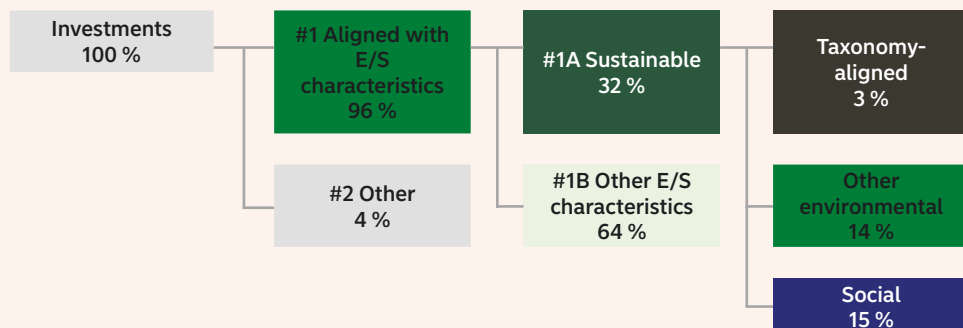 Investments
100 %
#1 Aligned with
E/S
characteristics
96 %
#2 Other
4 %
#1A Sustainable
32 %
#1B Other E/S
characteristics
64 %
Taxonomy-
aligned
3 %
Other
environmental
14 %
Social
15 %